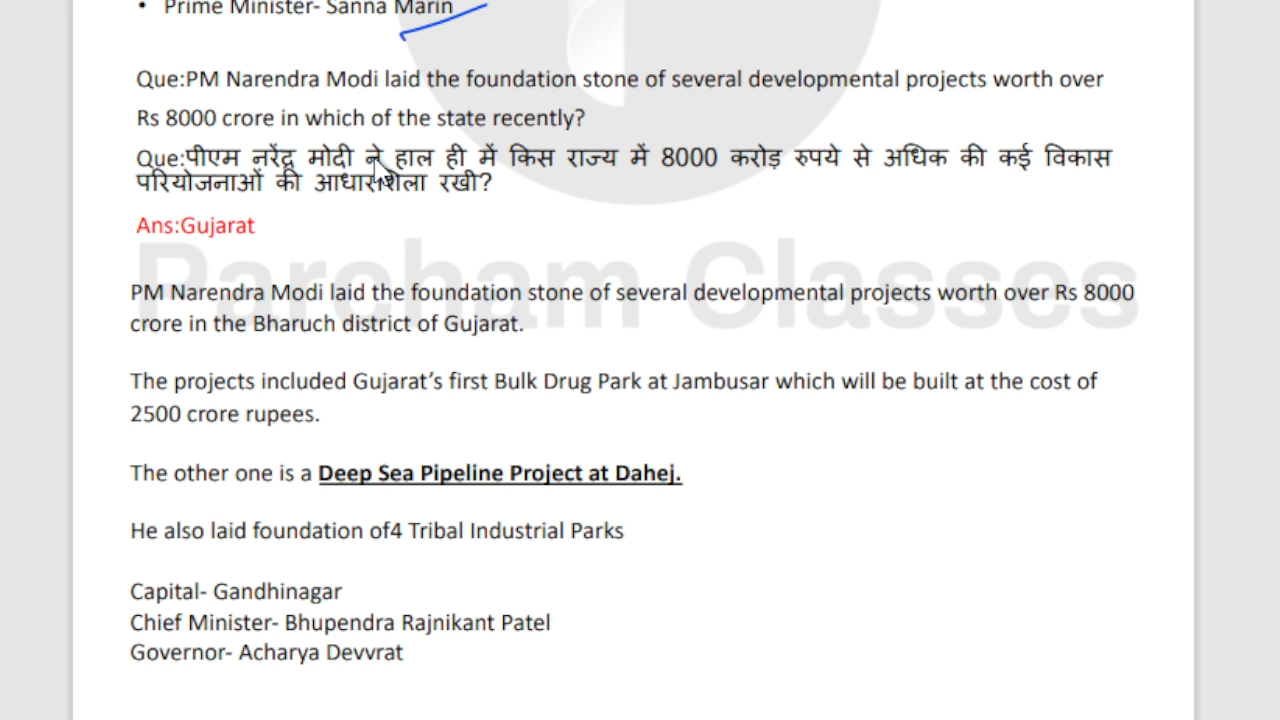 • Prime Minister- Sanna Marin
Que:PM Narendra Modi laid the foundation stone of several developmental projects worth over
Rs 8000 crore in which of the state recently?
Que:पीएम नरेंद्र मोदी ने हाल ही में किस राज्य में 8000 करोड़ रुपये से अधिक की कई विकास
परियोजनाओं की आधारशिला रखी?
Ans:Gujarat
Parcham Classes
PM Narendra Modi laid the foundation stone of several developmental projects worth over Rs 8000
crore in the Bharuch district of Gujarat.
The projects included Gujarat’s first Bulk Drug Park at Jambusar which will be built at the cost of
2500 crore rupees.
The other one is a Deep Sea Pipeline Project at Dahej.
He also laid foundation of4 Tribal Industrial Parks
Capital- Gandhinagar
Chief Minister- Bhupendra Rajnikant Patel
Governor- Acharya Devvrat